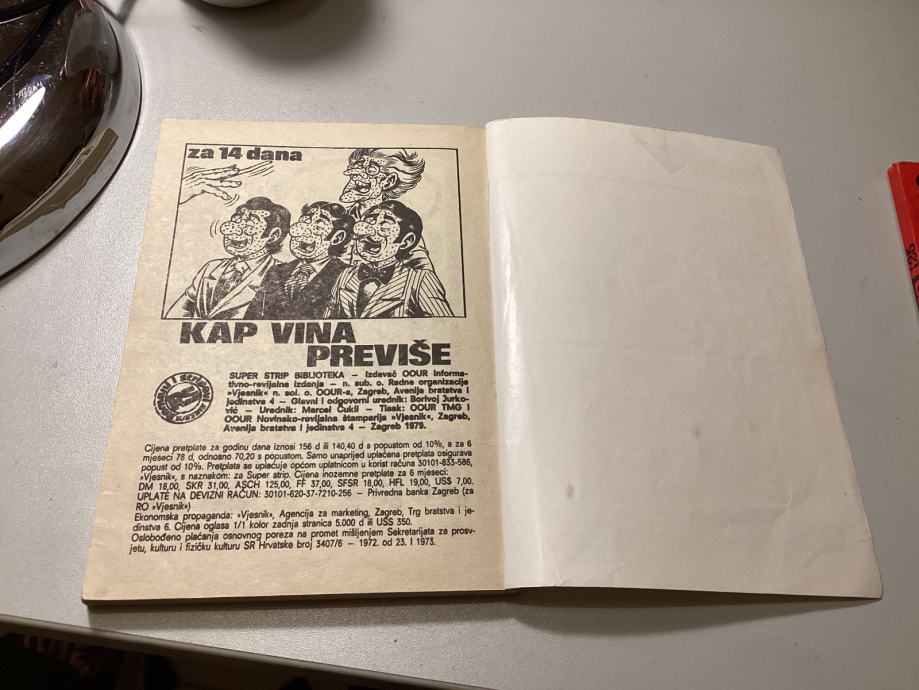 za 14 dana
KAP VINA
PREVIŠE
SUPER STRIP BIBLIOTEKA — Izdavač OOUR Informa-
tivno-revijalna izdanja — n. sub. o. Radne organizacije
»Vjesnik« n. sol. o. OOUR-a, Zagreb, Avenija bratstva i
jedinstva 4 — Glavni i odgovorni urednik: Borivoj Jurko-
vić — Urednik: Marcel Čukli — Tisak: OOUR TMG i
OOUR Novinsko-revijalna štamparija »Vjesnik«, Zagreb,
Avenija bratstva i jedinstva 4 — Zagreb 1979.
Cijena pretplate za godinu dana iznosi 156 d ili 140,40 d s popustom od 10%, a za 6
mjeseci 78 d, odnosno 70,20 s popustom. Samo unaprijed uplaćena pretplata osigurava
popust od 10%. Pretplata se uplaćuje općom uplatnicom u korist računa 30101-833-586,
»Vjesnik«, s naznakom: za Super strip. Cijena inozemne pretplate za 6 mjeseci:
DM 18,00, SKR 31,00, ASCH 125,00, FF 37,00, SFSR 18,00, HFL 19,00, US$ 7,00.
UPLATE NA DEVIZNI RAČUN: 30101-620-37-7210-256 — Privredna banka Zagreb (za
RO »Vjesnik«)
Ekonomska propaganda: »Vjesnik«, Agencija za marketing, Zagreb, Trg bratstva i je-
dinstva 6. Cijena oglasa 1/1 kolor zadnja stranica 5.000 d ili US$ 350.
Oslobođeno plaćanja osnovnog poreza na promet mišljenjem Sekretarijata za prosv-
jetu, kulturu i fizičku kulturu SR Hrvatske broj 3407/6 — 1972. od 23. I 1973.